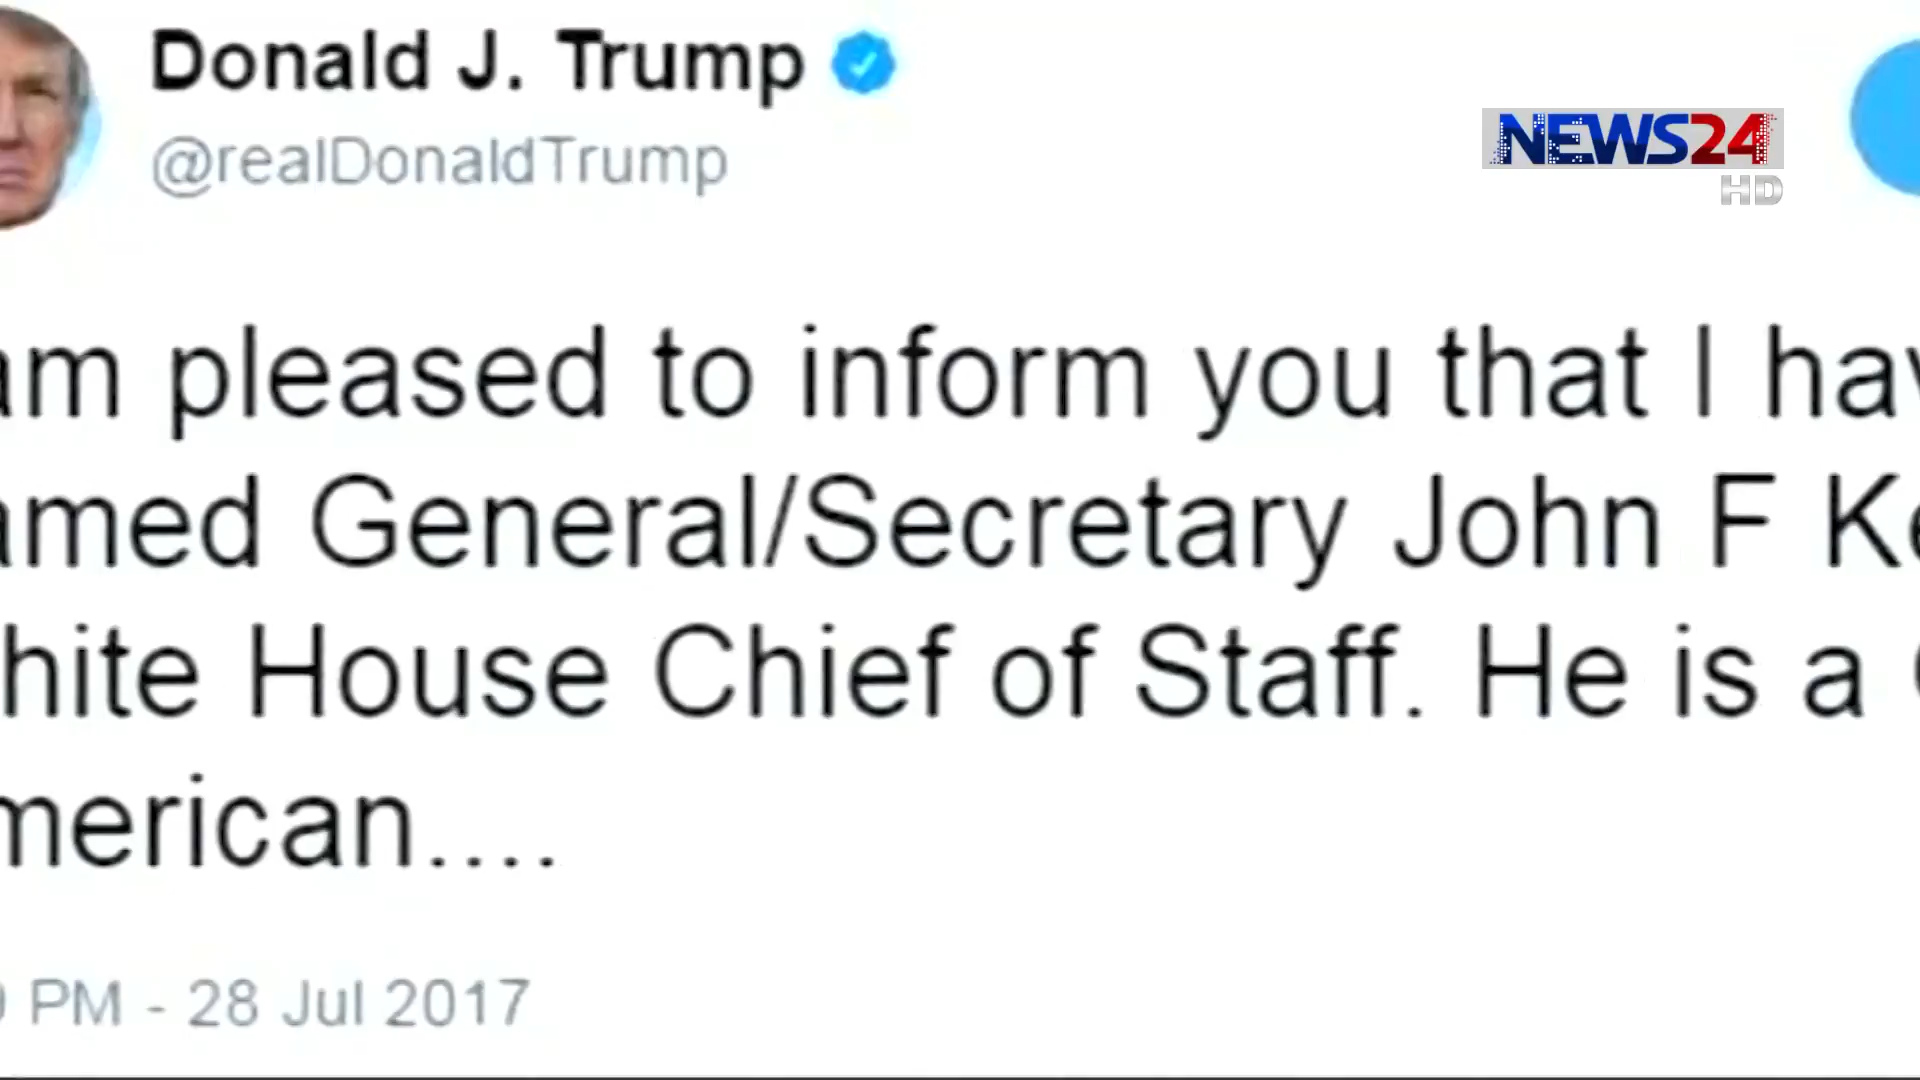 Donald J. Trump
@realDonaldTrump
NEWS24
HD
am pleased to inform you that I hav
amed General/Secretary John F Ke
hite House Chief of Staff. He is a
merican....
PM - 28 Jul 2017